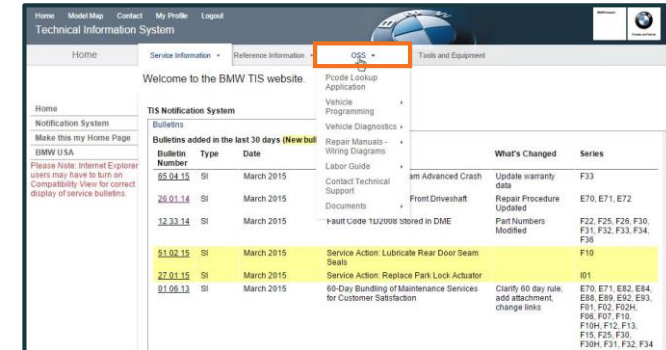 Home Model Map Contact My Profile Logout
Technical Information System
Home Service Information Reference Information OSS Tools and Equipment
Welcome to the BMW TIS website.
Home
Notification System
Make this my Home Page
BMW USA
Please Note: Internet Explorer
users may have to turn on
Compatibility View for correct
display of service bulletins.
Pcode Lookup
Application
Vehicle
Programming
Vehicle Diagnostics
Repair Manuals -
Wiring Diagrams
Labor Guide
Contact Technical
Support
Documents
TIS Notification System
Bulletins
Bulletins added in the last 30 days (New bull
Bulletin
Number Type Date What's Changed Series
65 04 15 SI March 2015 am Advanced Crash Update warranty
data F33
26 01 14 SI March 2015 Front Driveshaft Repair Procedure
Updated E70, E71, E72
12 33 14 SI March 2015 Fault Code 1D2008 Stored in DME Part Numbers
Modified F22, F25, F26, F30,
F31, F32, F33, F34,
F36
51 02 15 SI March 2015 Service Action: Lubricate Rear Door Seam
Seals F10
27 01 15 SI March 2015 Service Action: Replace Park Lock Actuator I01
01 06 13 SI March 2015 60-Day Bundling of Maintenance Services
for Customer Satisfaction Clarify 60 day rule,
add attachment,
change links E70, E71, E82, E84,
E88, E89, E92, E93,
F01, F02, F02H,
F06, F07, F10,
F10H, F12, F13,
F15, F25, F30,
F30H, F31, F32, F34